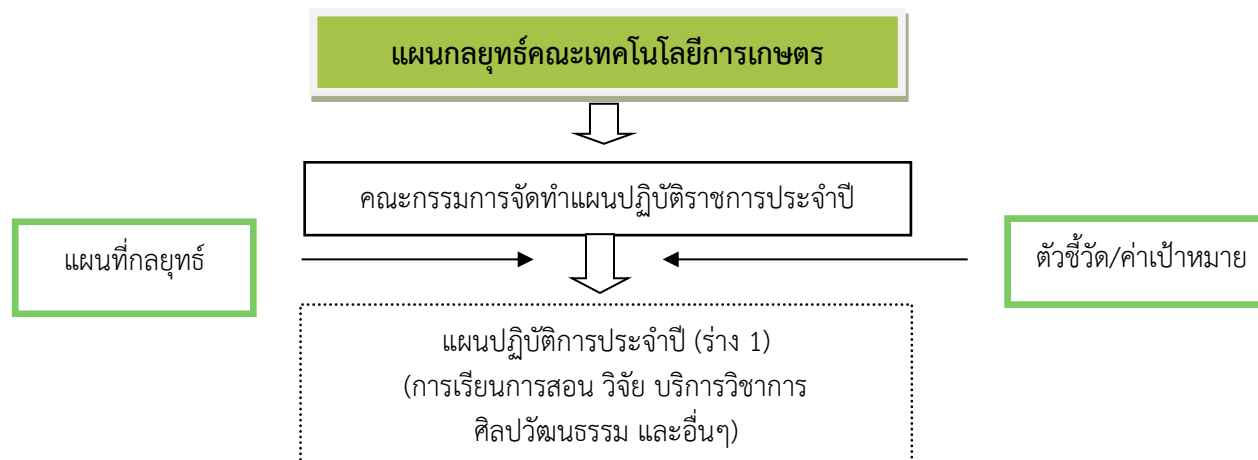 แผนกลยุทธ์คณะเทคโนโลยีการเกษตร
คณะกรรมการจัดทำแผนปฏิบัติราชการประจำปี
แผนที่กลยุทธ์
ตัวชี้วัด/ค่าเป้าหมาย
แผนปฏิบัติการประจำปี (ร่าง 1)
(การเรียนการสอน วิจัย บริการวิชาการ
ศิลปวัฒนธรรม และอื่นๆ)